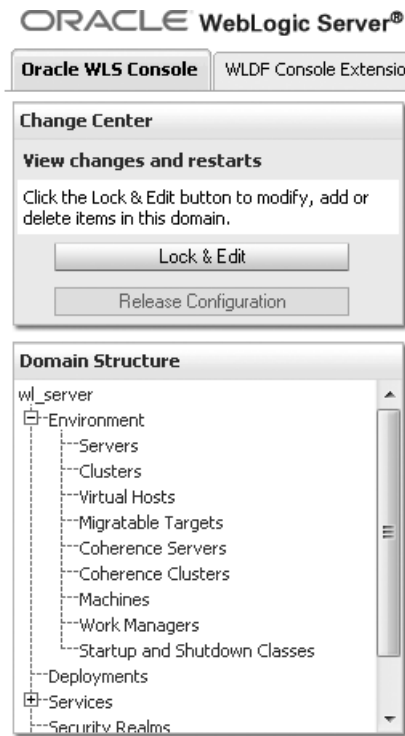 ORACLE WebLogic Server®
Oracle WLS Console
WLDF Console Extensio
Change Center
View changes and restarts
Click the Lock & Edit button to modify, add or
delete items in this domain.
Lock & Edit
Release Configuration
Domain Structure
wl_server
Environment
Servers
Clusters
Virtual Hosts
Migratable Targets
Coherence Servers
Coherence Clusters
Machines
Work Managers
Startup and Shutdown Classes
Deployments
Services
Security Realms